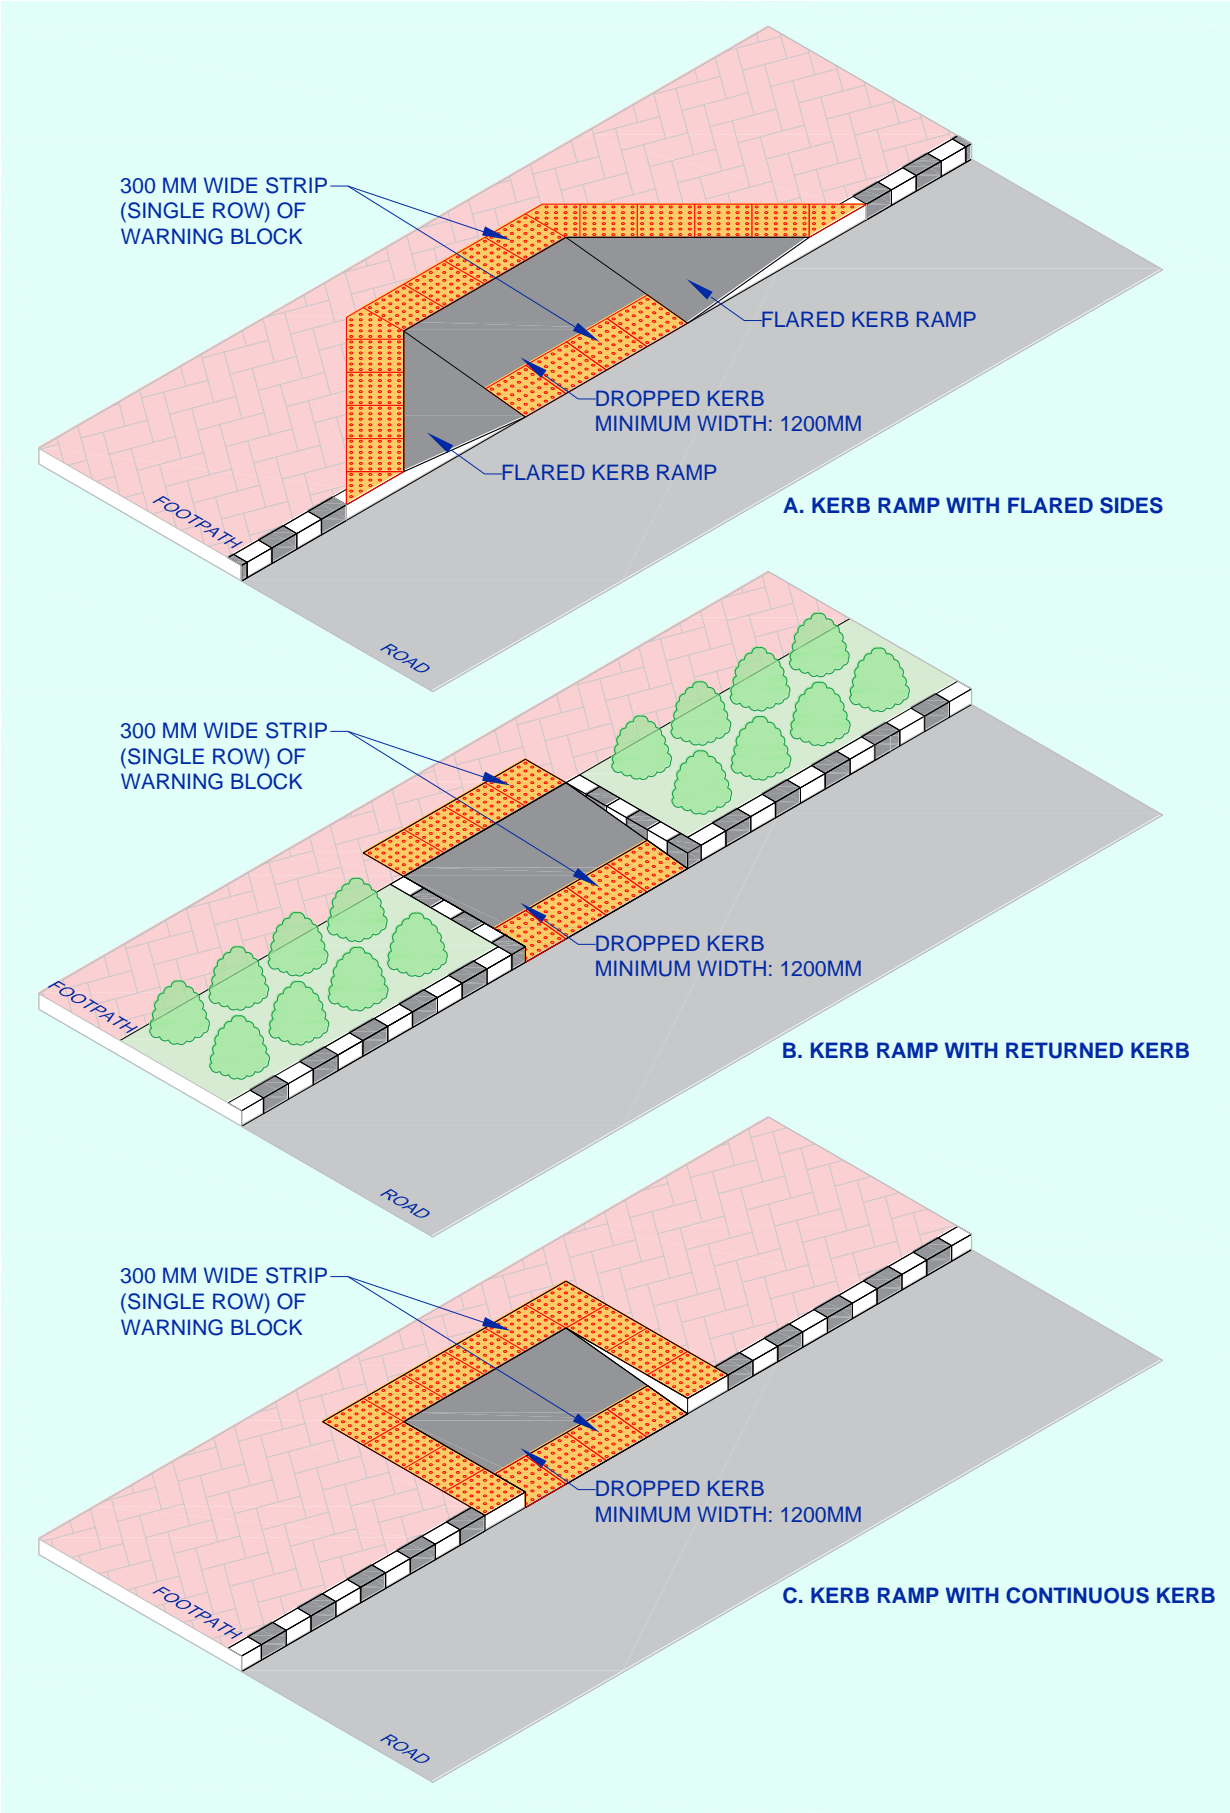 300 MM WIDE STRIP
(SINGLE ROW) OF
WARNING BLOCK
FLARED KERB RAMP
DROPPED KERB
MINIMUM WIDTH: 1200MM
FLARED KERB RAMP
A. KERB RAMP WITH FLARED SIDES
FOOTPATH
ROAD
300 MM WIDE STRIP
(SINGLE ROW) OF
WARNING BLOCK
DROPPED KERB
MINIMUM WIDTH: 1200MM
FOOTPATH
B. KERB RAMP WITH RETURNED KERB
ROAD
300 MM WIDE STRIP
(SINGLE ROW) OF
WARNING BLOCK
DROPPED KERB
MINIMUM WIDTH: 1200MM
C. KERB RAMP WITH CONTINUOUS KERB
FOOTPATH
ROAD